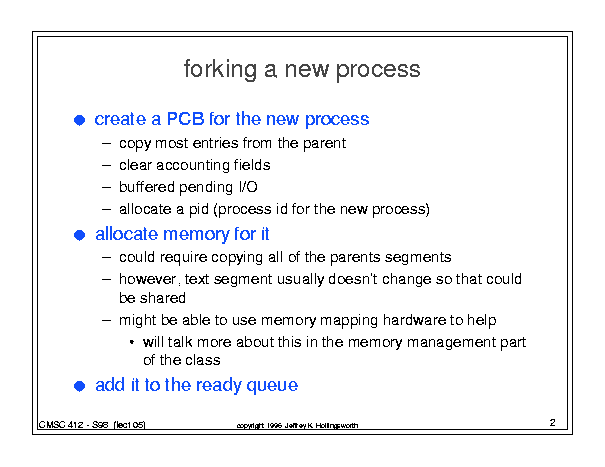 forking a new process
● create a PCB for the new process
– copy most entries from the parent
– clear accounting fields
– buffered pending I/O
– allocate a pid (process id for the new process)
● allocate memory for it
– could require copying all of the parents segments
– however, text segment usually doesn't change so that could
be shared
– might be able to use memory mapping hardware to help
• will talk more about this in the memory management part
of the class
● add it to the ready queue
CMSC 412 - S96 (lect 05)
copyright 1996 Jeffrey K. Hollingsworth
2